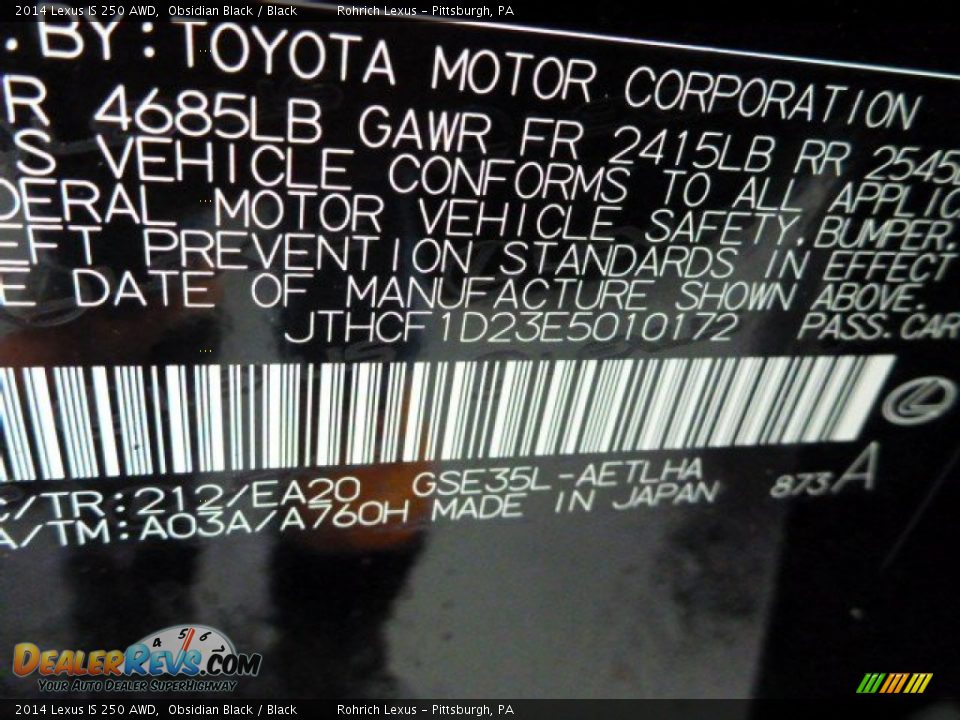 2014 Lexus IS 250 AWD, Obsidian Black / Black Rohrich Lexus - Pittsburgh, PA
. BY: TOYOTA MOTOR CORPORATION
R 4685LB GAWR FR 2415LB RR 2545
S VEHICLE CONFORMS TO ALL APPLIC
DERAL MOTOR VEHICLE SAFETY, BUMPER,
EFT PREVENTION STANDARDS IN EFFECT
E DATE OF MANUFACTURE SHOWN ABOVE.
JTHCF1D23E5010172 PASS. CAR
C/TR: 212/EA20 GSE35L-AETLHA
A/TM: A03A/A760H MADE IN JAPAN 873A
4 5 6
DealerRevs.com
Your Auto Dealer SuperHighway
2014 Lexus IS 250 AWD, Obsidian Black / Black Rohrich Lexus - Pittsburgh, PA